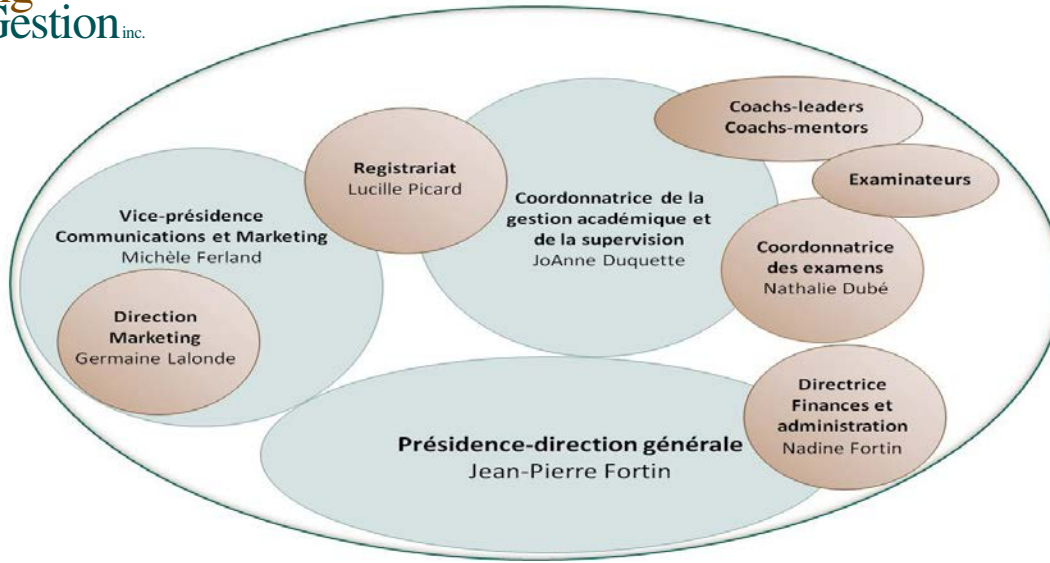 Gestion inc.
Coachs-leaders
Coachs-mentors
Registrariat
Lucille Picard
Examinateurs
Coordonnatrice de la
gestion académique et
de la supervision
JoAnne Duquette
Vice-présidence
Communications et Marketing
Michèle Ferland
Coordonnatrice
des examens
Nathalie Dubé
Direction
Marketing
Germaine Lalonde
Directrice
Finances et
administration
Nadine Fortin
Présidence-direction générale
Jean-Pierre Fortin